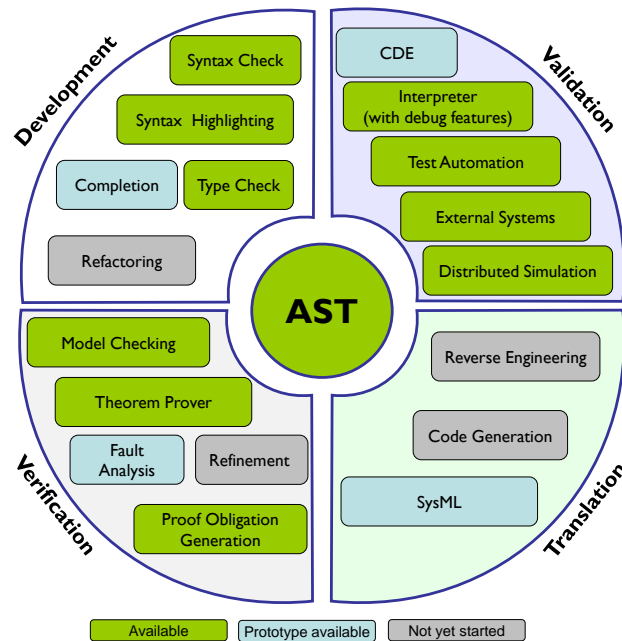 Development
Syntax Check
Syntax Highlighting
Completion
Type Check
Refactoring
Validation
CDE
Interpreter
(with debug features)
Test Automation
External Systems
Distributed Simulation
AST
Verification
Model Checking
Theorem Prover
Fault
Analysis
Refinement
Proof Obligation
Generation
Translation
Reverse Engineering
Code Generation
SysML
Available
Prototype available
Not yet started